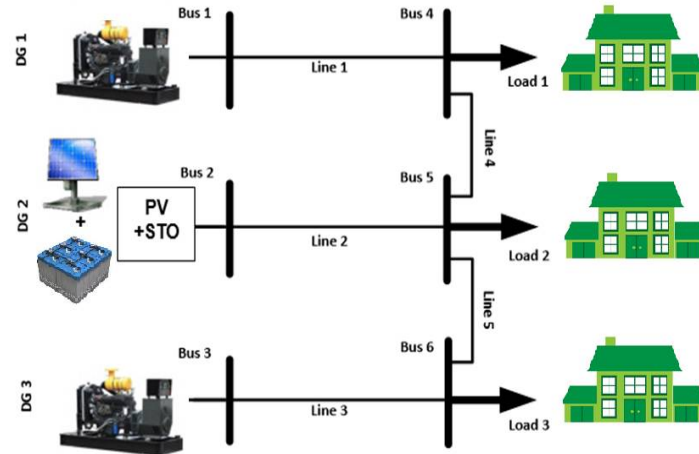 DG 1
Bus 1
Bus 4
Line 1
Load 1
Line 4
DG 2
+
PV
+STO
Bus 2
Bus 5
Line 2
Load 2
Line 5
DG 3
Bus 3
Bus 6
Line 3
Load 3